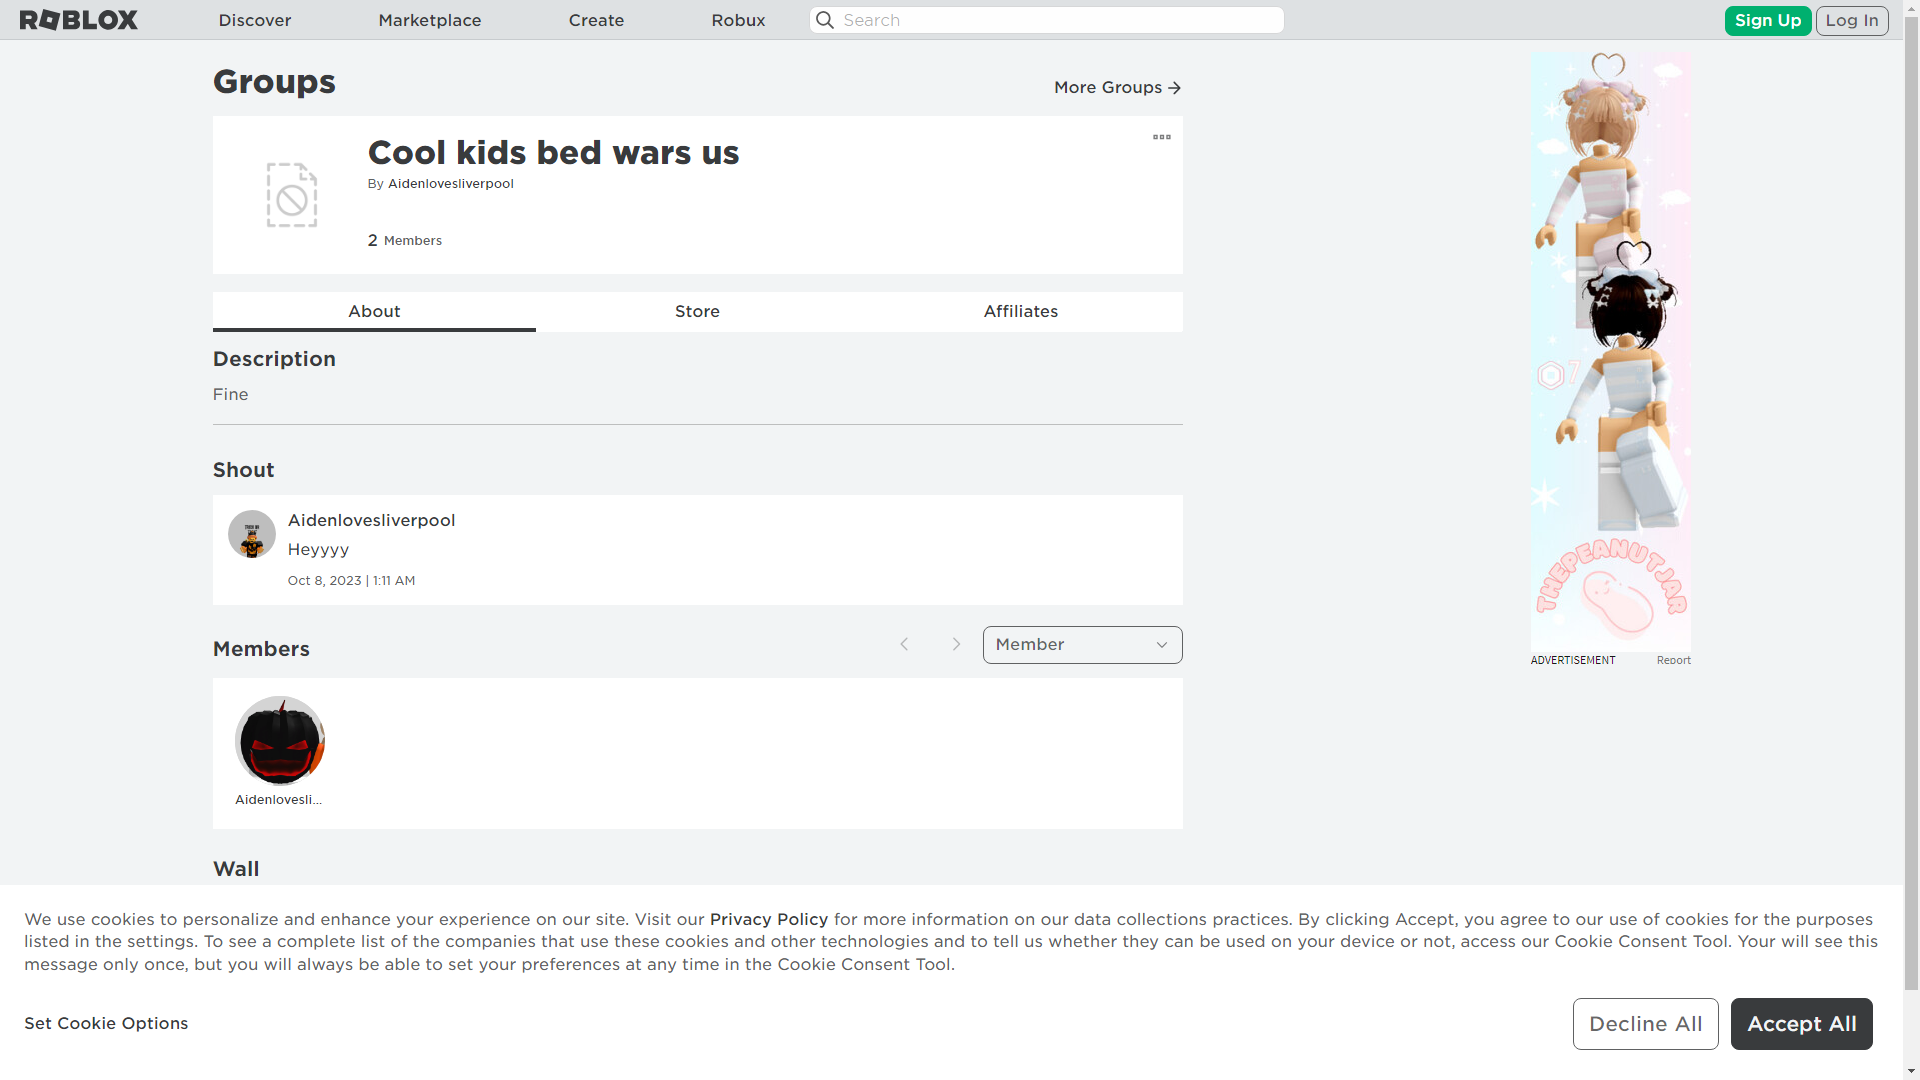 ROBLOX
Discover
Marketplace
Create
Robux
Search
Sign Up
Log In
Groups
More Groups
Cool kids bed wars us
By Aidenlovesliverpool
2 Members
About
Store
Affiliates
Description
Fine
Shout
Aidenlovesliverpool
Heyyyy
Oct 8, 2023 | 1:11 AM
Members
Member
Aidenlovesli...
Wall
7
THEPEANUTJAR
ADVERTISEMENT
Report
We use cookies to personalize and enhance your experience on our site. Visit our Privacy Policy for more information on our data collections practices. By clicking Accept, you agree to our use of cookies for the purposes
listed in the settings. To see a complete list of the companies that use these cookies and other technologies and to tell us whether they can be used on your device or not, access our Cookie Consent Tool. Your will see this
message only once, but you will always be able to set your preferences at any time in the Cookie Consent Tool.
Set Cookie Options
Decline All
Accept All